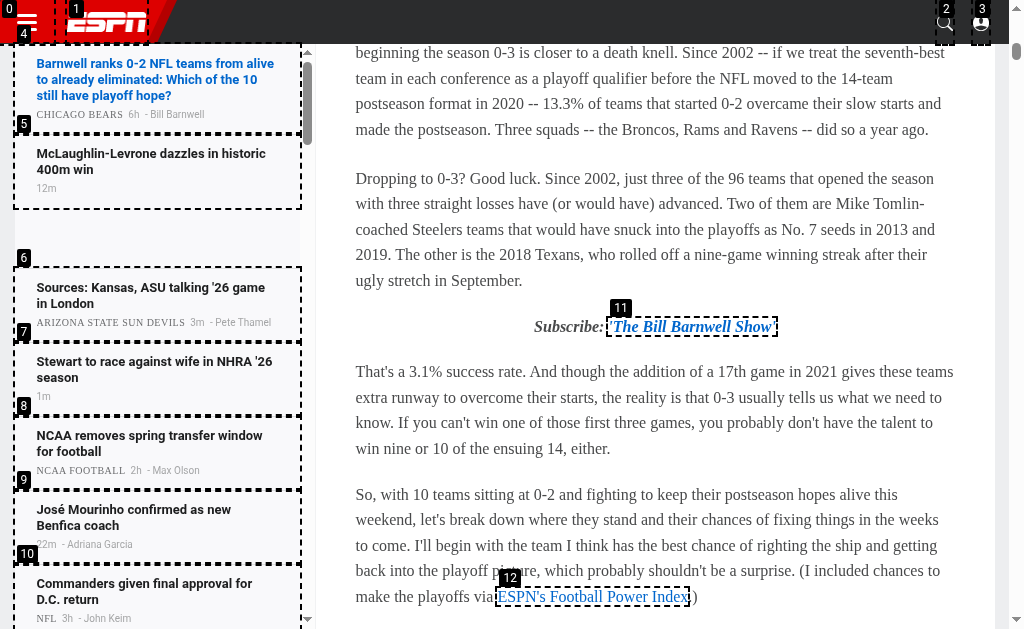 0
1
ESPN
2
3
4
Barnwell ranks 0-2 NFL teams from alive
to already eliminated: Which of the 10
still have playoff hope?
CHICAGO BEARS 6h - Bill Barnwell
5
McLaughlin-Levrone dazzles in historic
400m win
12m
6
Sources: Kansas, ASU talking '26 game
in London
ARIZONA STATE SUN DEVILS 3m - Pete Thamel
7
Stewart to race against wife in NHRA '26
season
1m
8
NCAA removes spring transfer window
for football
NCAA FOOTBALL 2h - Max Olson
9
José Mourinho confirmed as new
Benfica coach
22m - Adriana Garcia
10
Commanders given final approval for
D.C. return
NFL 3h - John Keim
beginning the season 0-3 is closer to a death knell. Since 2002 -- if we treat the seventh-best
team in each conference as a playoff qualifier before the NFL moved to the 14-team
postseason format in 2020 -- 13.3% of teams that started 0-2 overcame their slow starts and
made the postseason. Three squads -- the Broncos, Rams and Ravens -- did so a year ago.
Dropping to 0-3? Good luck. Since 2002, just three of the 96 teams that opened the season
with three straight losses have (or would have) advanced. Two of them are Mike Tomlin-
coached Steelers teams that would have snuck into the playoffs as No. 7 seeds in 2013 and
2019. The other is the 2018 Texans, who rolled off a nine-game winning streak after their
ugly stretch in September.
11
Subscribe: 'The Bill Barnwell Show'
That's a 3.1% success rate. And though the addition of a 17th game in 2021 gives these teams
extra runway to overcome their starts, the reality is that 0-3 usually tells us what we need to
know. If you can't win one of those first three games, you probably don't have the talent to
win nine or 10 of the ensuing 14, either.
So, with 10 teams sitting at 0-2 and fighting to keep their postseason hopes alive this
weekend, let's break down where they stand and their chances of fixing things in the weeks
to come. I'll begin with the team I think has the best chance of righting the ship and getting
back into the playoff picture, which probably shouldn't be a surprise. (I included chances to
12
make the playoffs via ESPN's Football Power Index.)